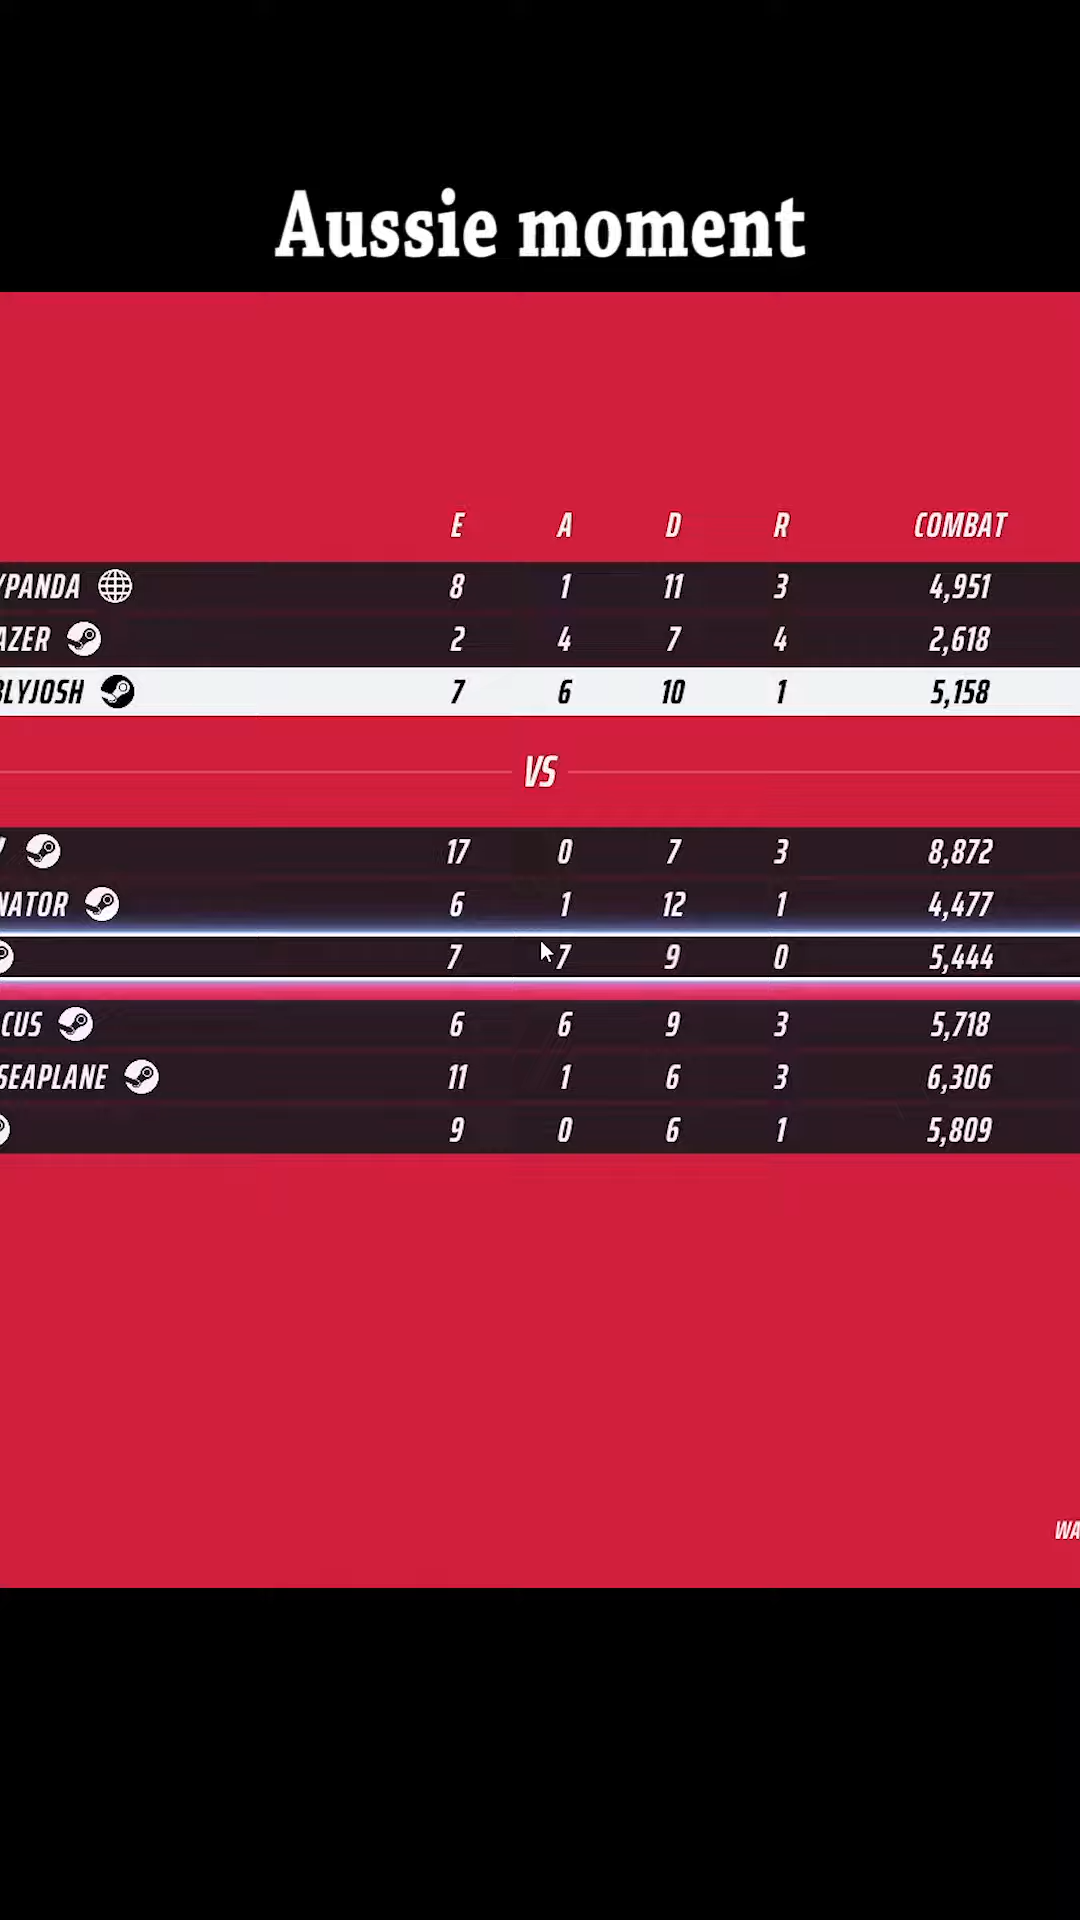 Aussie moment
E A D R COMBAT
YPANDA 8 1 11 3 4,951
AZER 2 4 7 4 2,618
BLYJOSH 7 6 10 1 5,158
VS
17 0 7 3 8,872
NATOR 6 1 12 1 4,477
7 7 9 0 5,444
CUS 6 6 9 3 5,718
SEAPLANE 11 1 6 3 6,306
9 0 6 1 5,809
WA